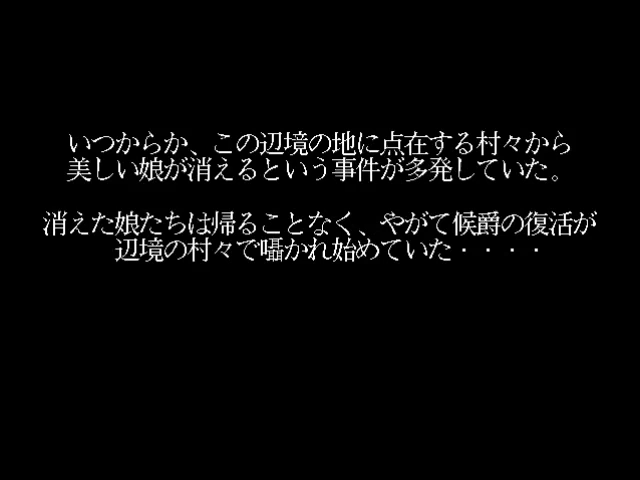 いつからか、この辺境の地に点在する村々から
美しい娘が消えるという事件が多発していた。
消えた娘たちは帰ることなく、やがて候爵の復活が
辺境の村々で囁かれ始めていた・・・・